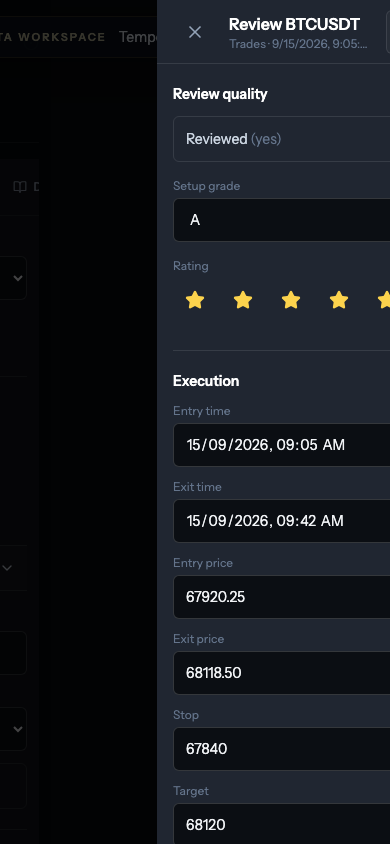 TA WORKSPACE Tempo
Review BTCUSDT
Trades · 9/15/2026, 9:05:...
Review quality
Reviewed (yes)
Setup grade
A
Rating
Execution
Entry time
15/09/2026, 09:05 AM
Exit time
15/09/2026, 09:42 AM
Entry price
67920.25
Exit price
68118.50
Stop
67840
Target
68120